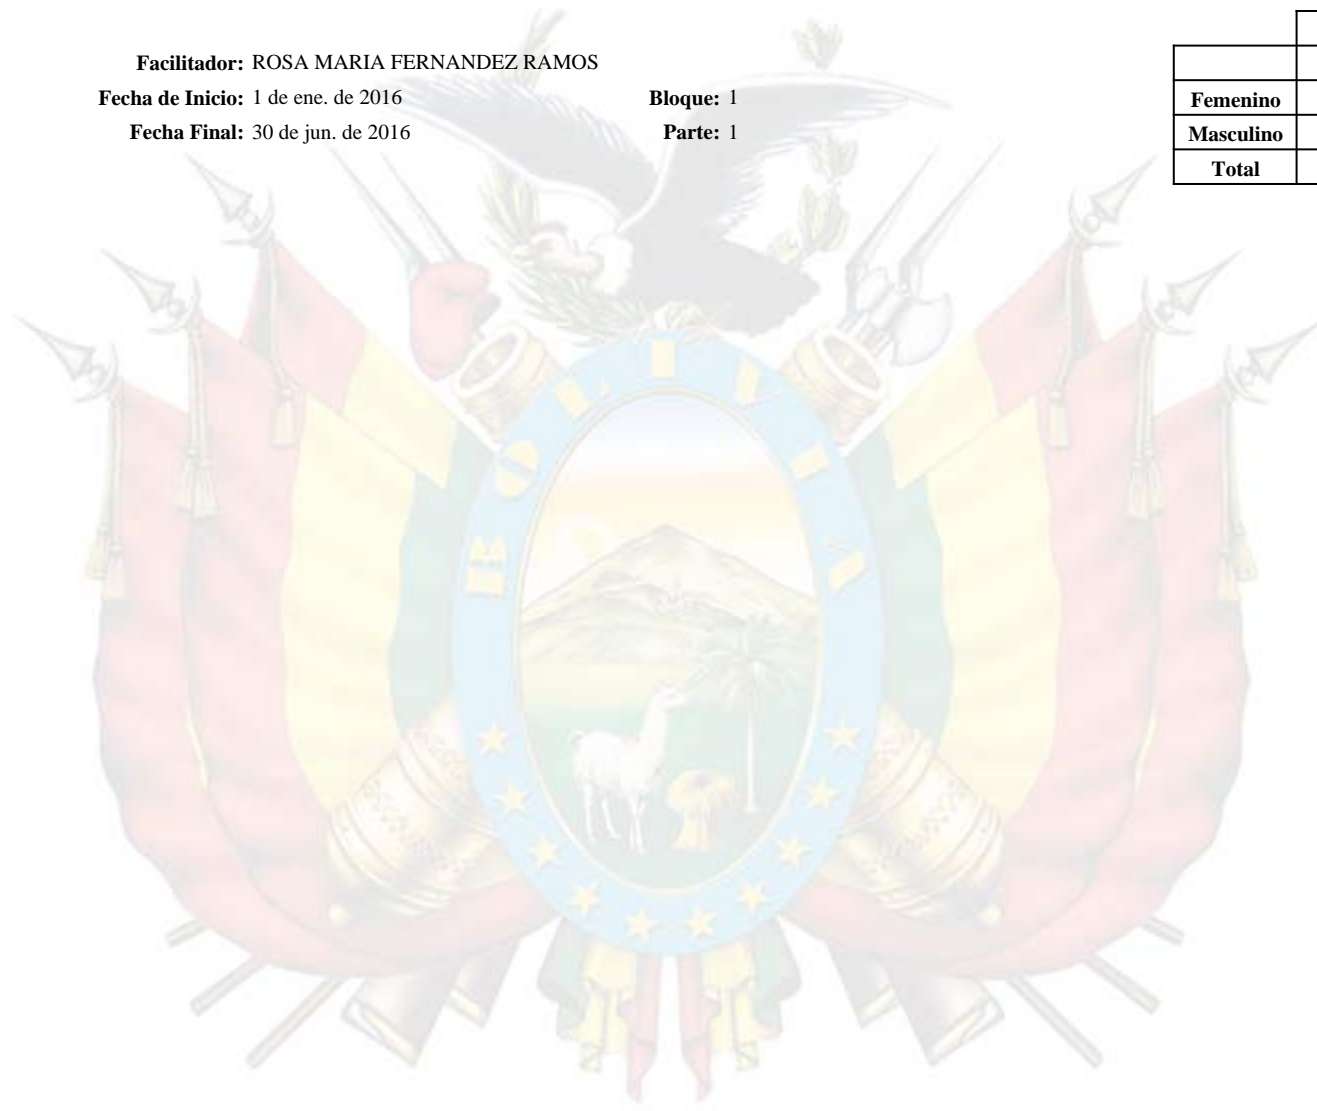 Facilitador: ROSA MARIA FERNANDEZ RAMOS
Fecha de Inicio: 1 de ene. de 2016 Bloque: 1
Fecha Final: 30 de jun. de 2016 Parte: 1
Femenino
Masculino
Total
BOLIVIA